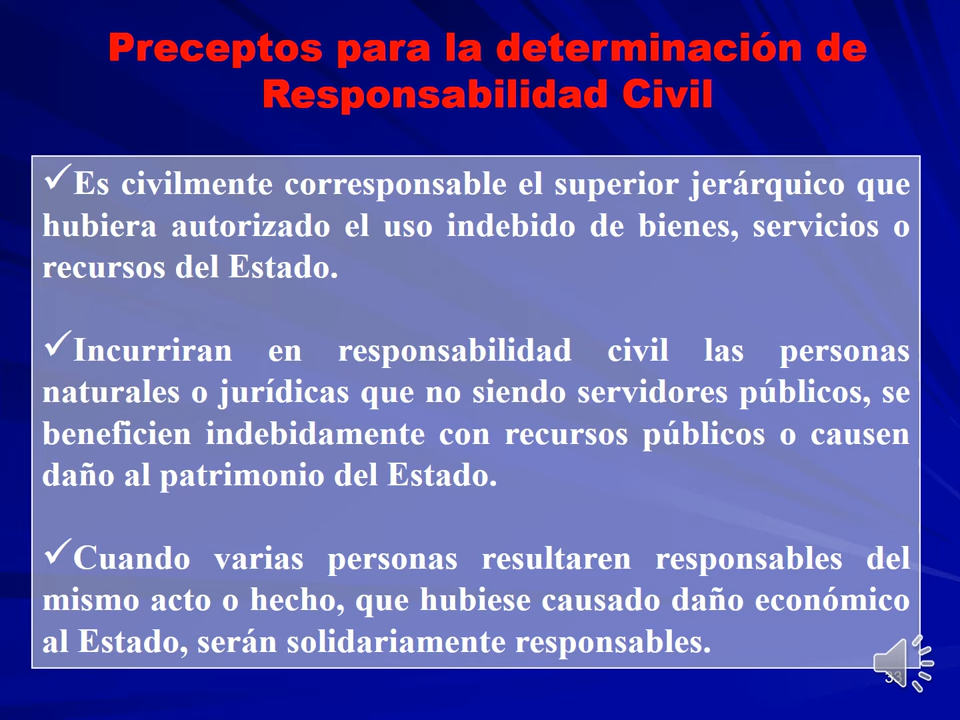 Preceptos para la determinación de
Responsabilidad Civil
✓Es civilmente corresponsable el superior jerárquico que
hubiera autorizado el uso indebido de bienes, servicios o
recursos del Estado.
✓Incurriran en responsabilidad civil las personas
naturales o jurídicas que no siendo servidores públicos, se
beneficien indebidamente con recursos públicos o causen
daño al patrimonio del Estado.
✓Cuando varias personas resultaren responsables del
mismo acto o hecho, que hubiese causado daño económico
al Estado, serán solidariamente responsables.
33